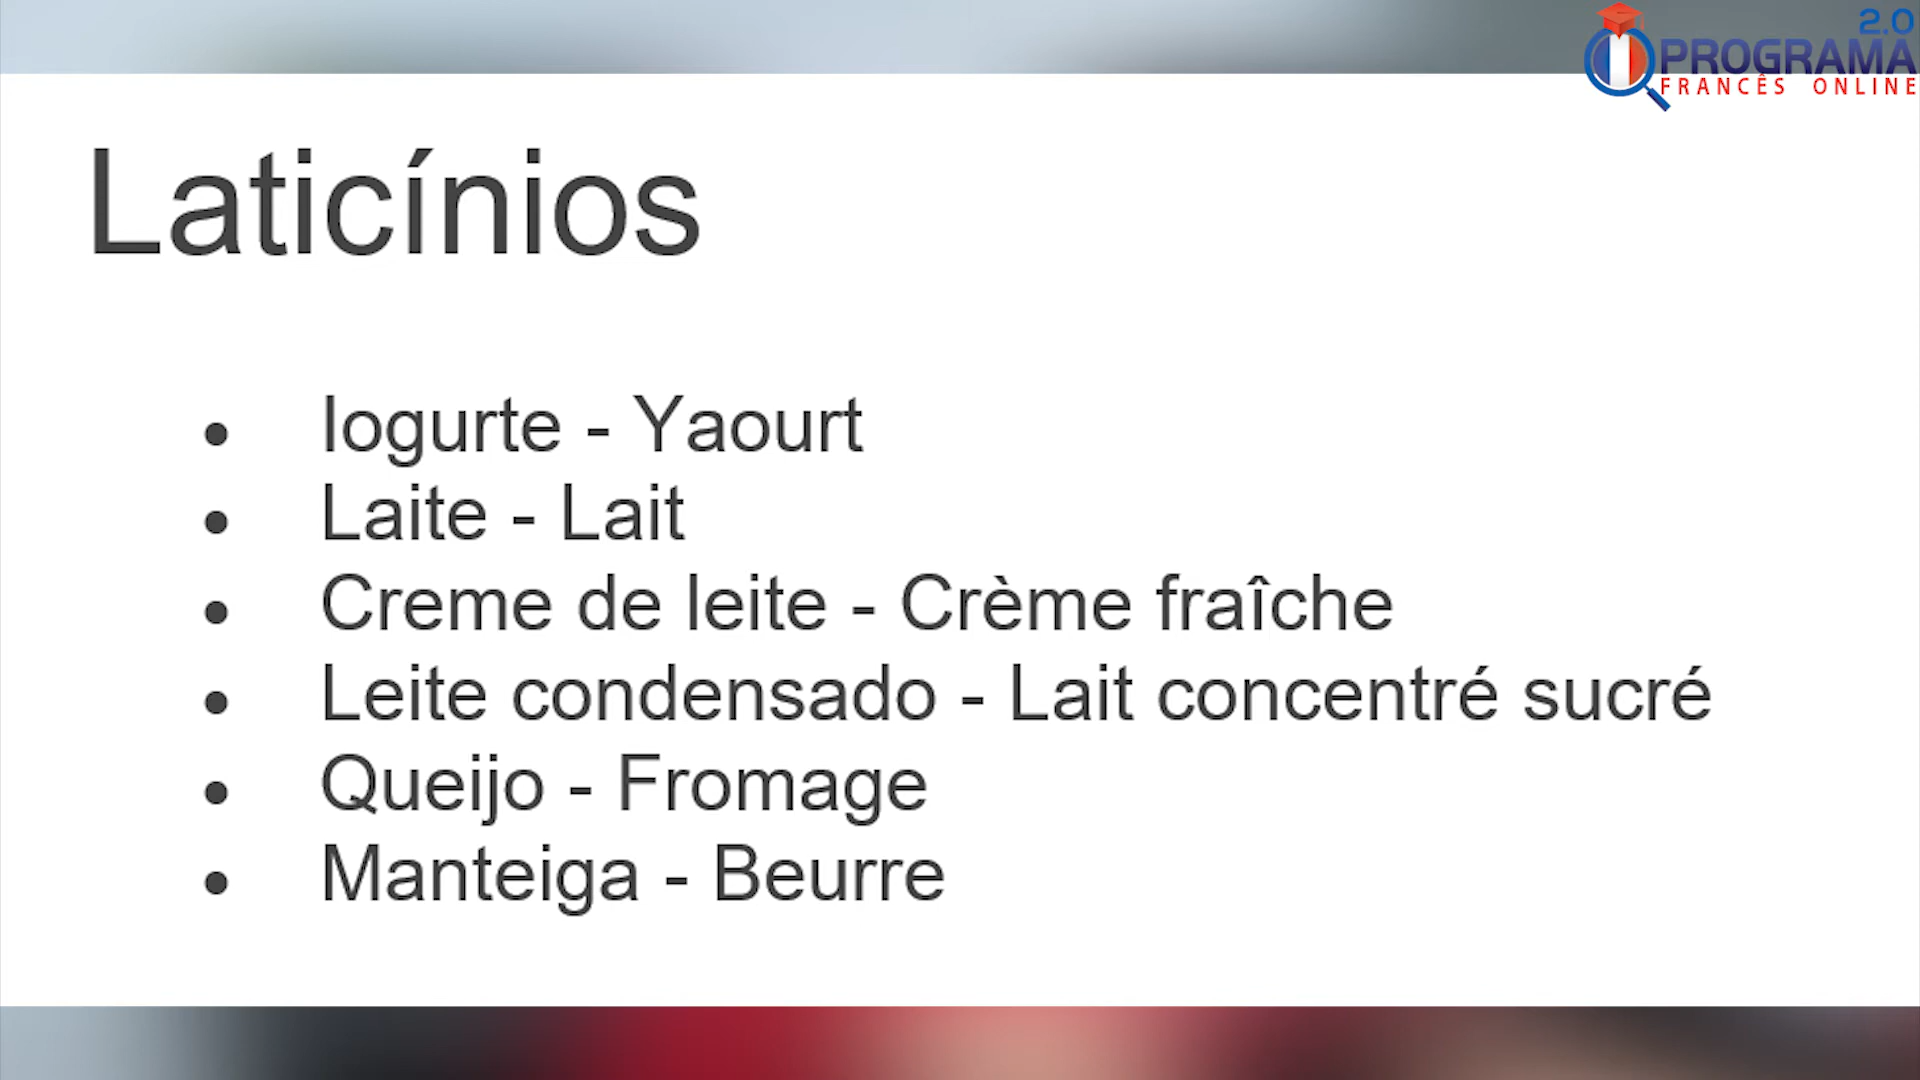 2.0
PROGRAMA
FRANCÊS ONLINE
Laticínios
• Iogurte - Yaourt
• Laite - Lait
• Creme de leite - Crème fraîche
• Leite condensado - Lait concentré sucré
• Queijo - Fromage
• Manteiga - Beurre